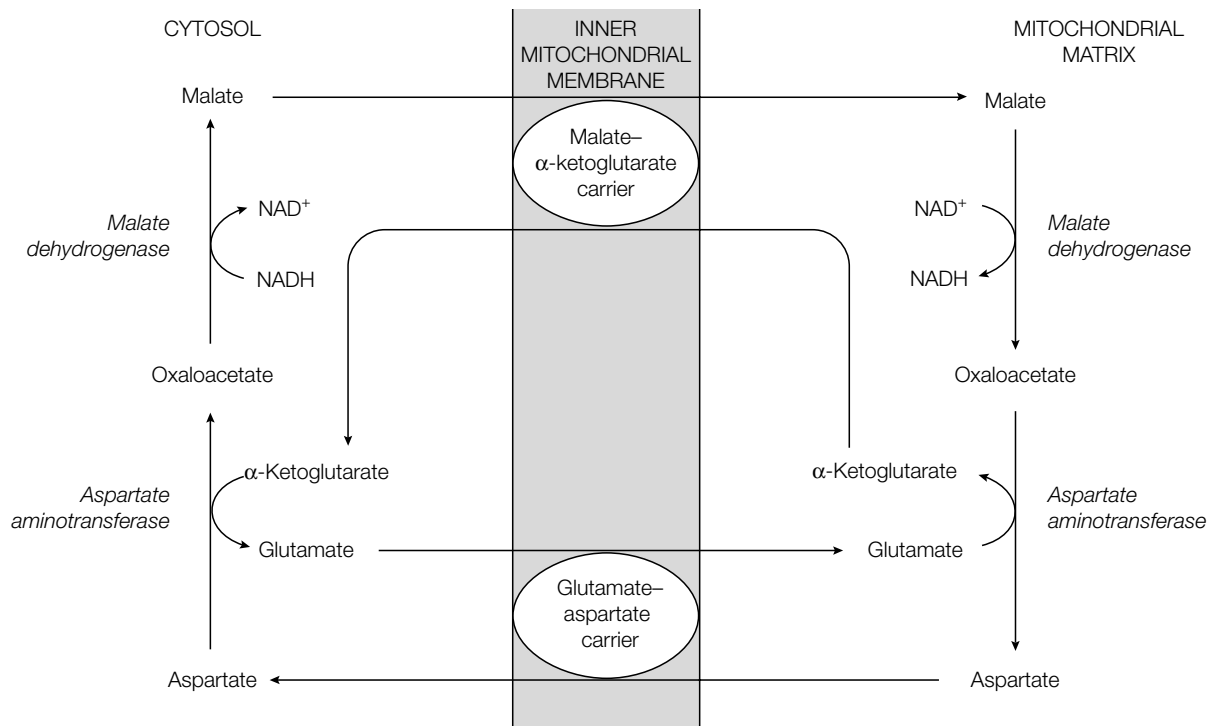 CYTOSOL
INNER
MITOCHONDRIAL
MEMBRANE
MITOCHONDRIAL
MATRIX
Malate
Malate
Malate–
α-ketoglutarate
carrier
Malate
dehydrogenase
NAD⁺
NADH
NAD⁺
NADH
Malate
dehydrogenase
Oxaloacetate
Oxaloacetate
Aspartate
aminotransferase
α-Ketoglutarate
Glutamate
α-Ketoglutarate
Glutamate
Aspartate
aminotransferase
Glutamate–
aspartate
carrier
Aspartate
Aspartate